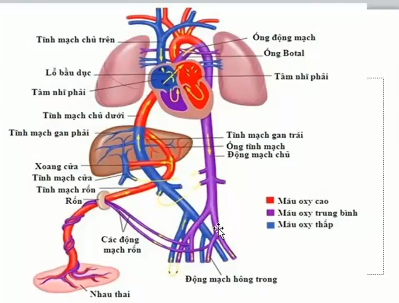 Tĩnh mạch chủ trên
Ống động mạch
Ống Botal
Lỗ bầu dục
Tâm nhĩ phải
Tâm nhĩ phải
Tĩnh mạch chủ dưới
Tĩnh mạch gan phải
Tĩnh mạch gan trái
Ống tĩnh mạch
Động mạch chủ
Xoang cửa
Tĩnh mạch cửa
Tĩnh mạch rốn
Rốn
Máu oxy cao
Máu oxy trung bình
Máu oxy thấp
Các động
mạch rốn
Động mạch hông trong
Nhau thai